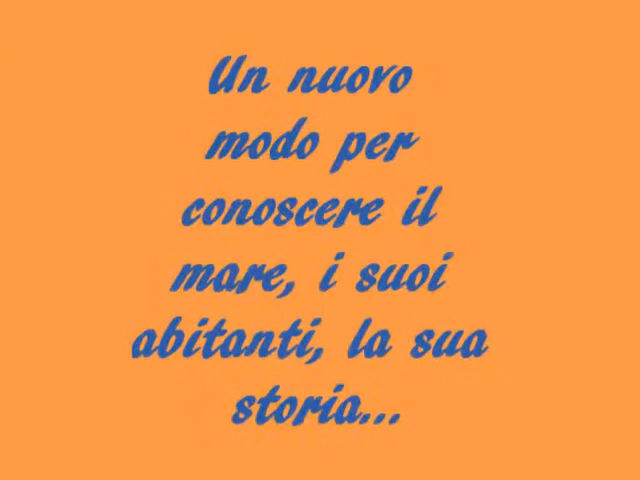 Un nuovo
modo per
conoscere il
mare, i suoi
abitanti, la sua
storia...